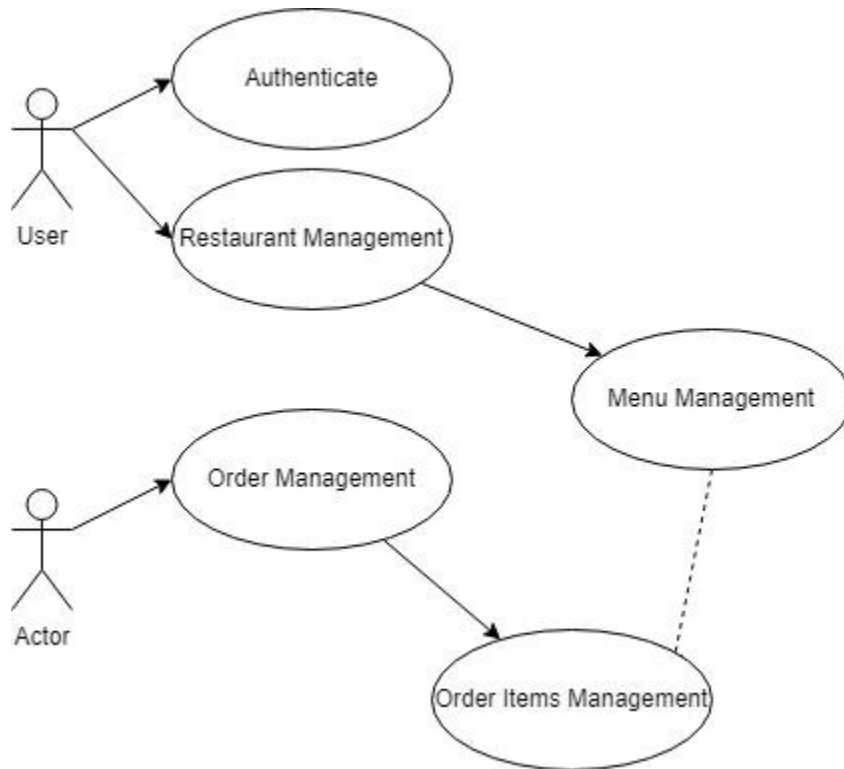 Authenticate
User
Restaurant Management
Menu Management
Order Management
Actor
Order Items Management